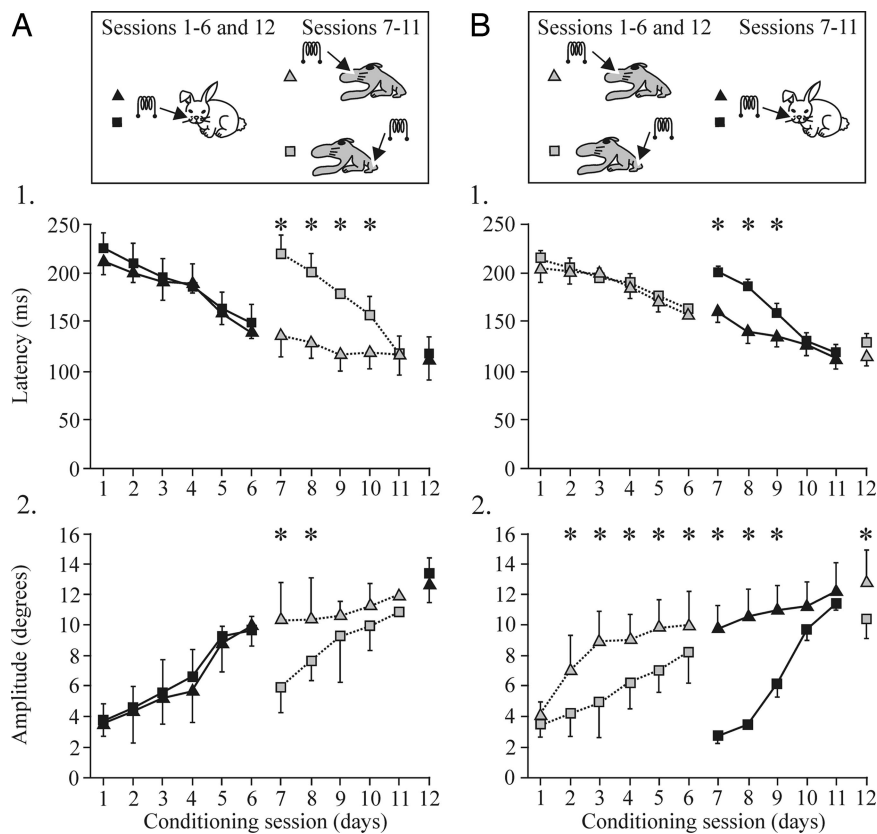 A
Sessions 1-6 and 12 Sessions 7-11
1.
* * * *
250
200
150
100
50
0
Latency (ms)
1 2 3 4 5 6 7 8 9 10 11 12
2.
* *
16
14
12
10
8
6
4
2
0
Amplitude (degrees)
1 2 3 4 5 6 7 8 9 10 11 12
Conditioning session (days)
B
Sessions 1-6 and 12 Sessions 7-11
1.
* * *
250
200
150
100
50
0
Latency (ms)
1 2 3 4 5 6 7 8 9 10 11 12
2.
* * * * * * * * *
16
14
12
10
8
6
4
2
0
Amplitude (degrees)
1 2 3 4 5 6 7 8 9 10 11 12
Conditioning session (days)